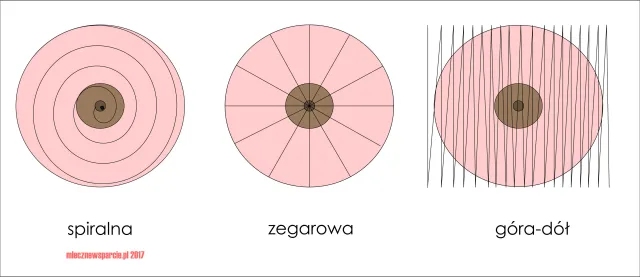 spiralna
zegarowa
góra-dół
mlecznewsparcie.pl 2017